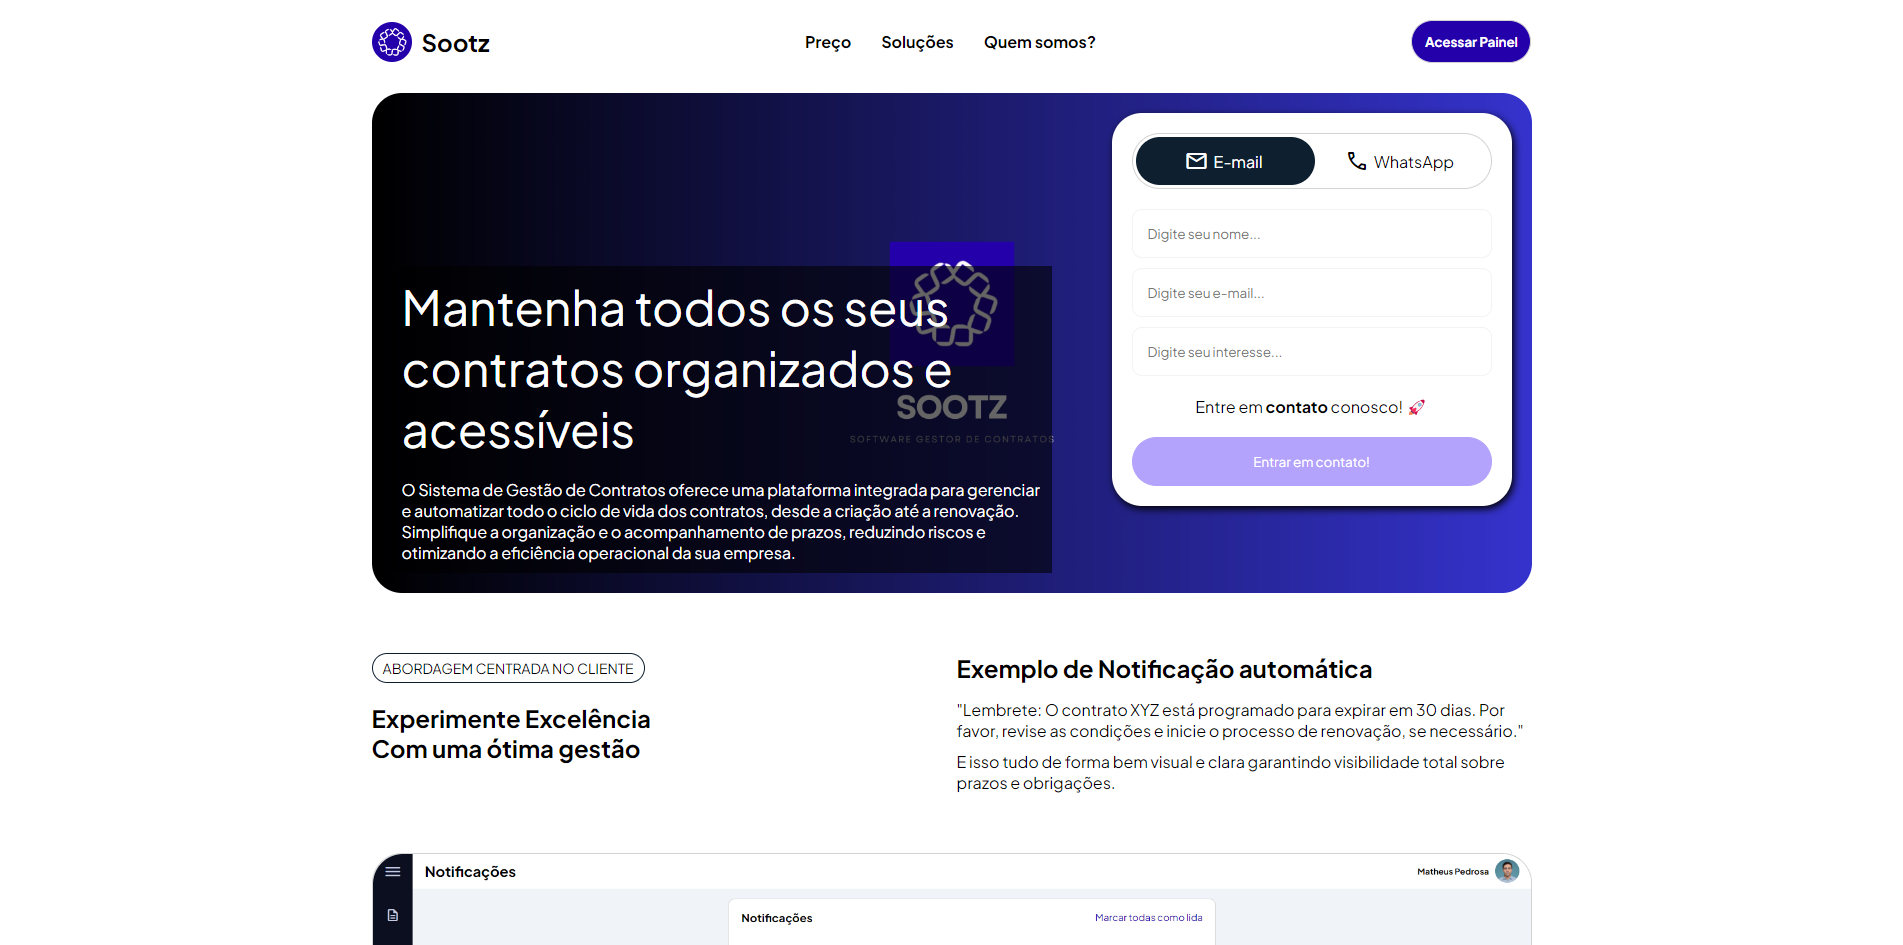 Sootz
Preço
Soluções
Quem somos?
Acessar Painel
Mantenha todos os seus
contratos organizados e
acessíveis
O Sistema de Gestão de Contratos oferece uma plataforma integrada para gerenciar
e automatizar todo o ciclo de vida dos contratos, desde a criação até a renovação.
Simplifique a organização e o acompanhamento de prazos, reduzindo riscos e
otimizando a eficiência operacional da sua empresa.
SOOTZ
SOFTWARE GESTOR DE CONTRATOS
E-mail
WhatsApp
Digite seu nome...
Digite seu e-mail...
Digite seu interesse...
Entre em contato conosco! 🚀
Entrar em contato!
ABORDAGEM CENTRADA NO CLIENTE
Experimente Excelência
Com uma ótima gestão
Exemplo de Notificação automática
"Lembrete: O contrato XYZ está programado para expirar em 30 dias. Por
favor, revise as condições e inicie o processo de renovação, se necessário."
E isso tudo de forma bem visual e clara garantindo visibilidade total sobre
prazos e obrigações.
Notificações
Matheus Pedrosa
Notificações
Marcar todas como lida